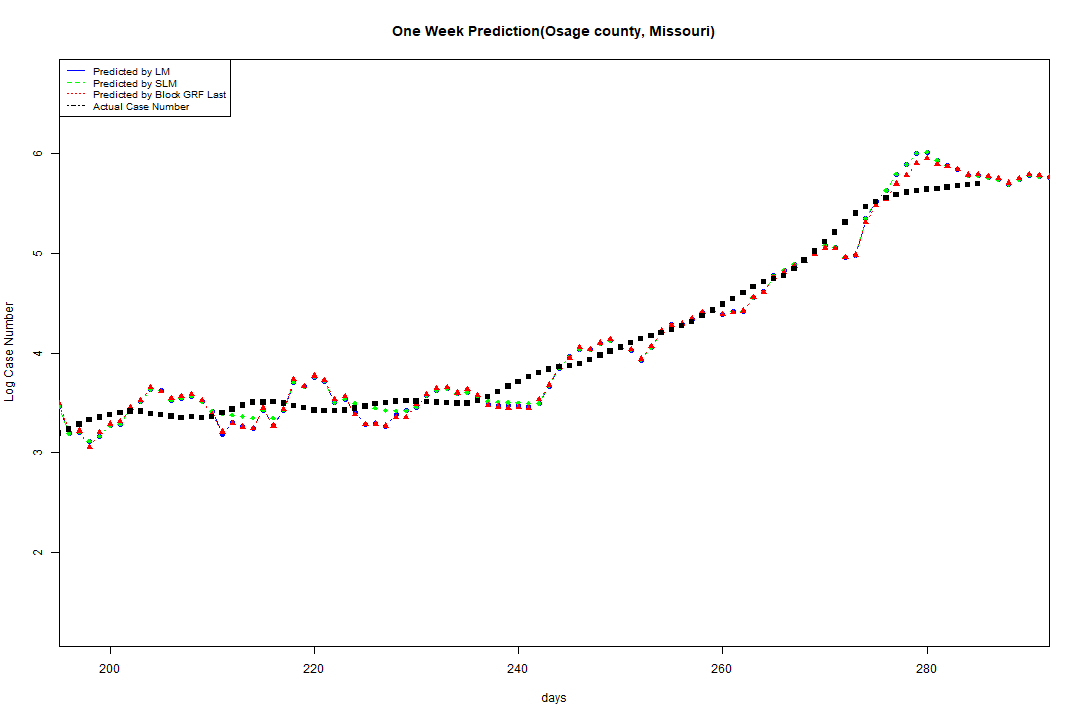 One Week Prediction(Osage county, Missouri)
Predicted by LM
Predicted by SLM
Predicted by Block GRF Last
Actual Case Number
6
5
4
3
2
Log Case Number
200 220 240 260 280
days